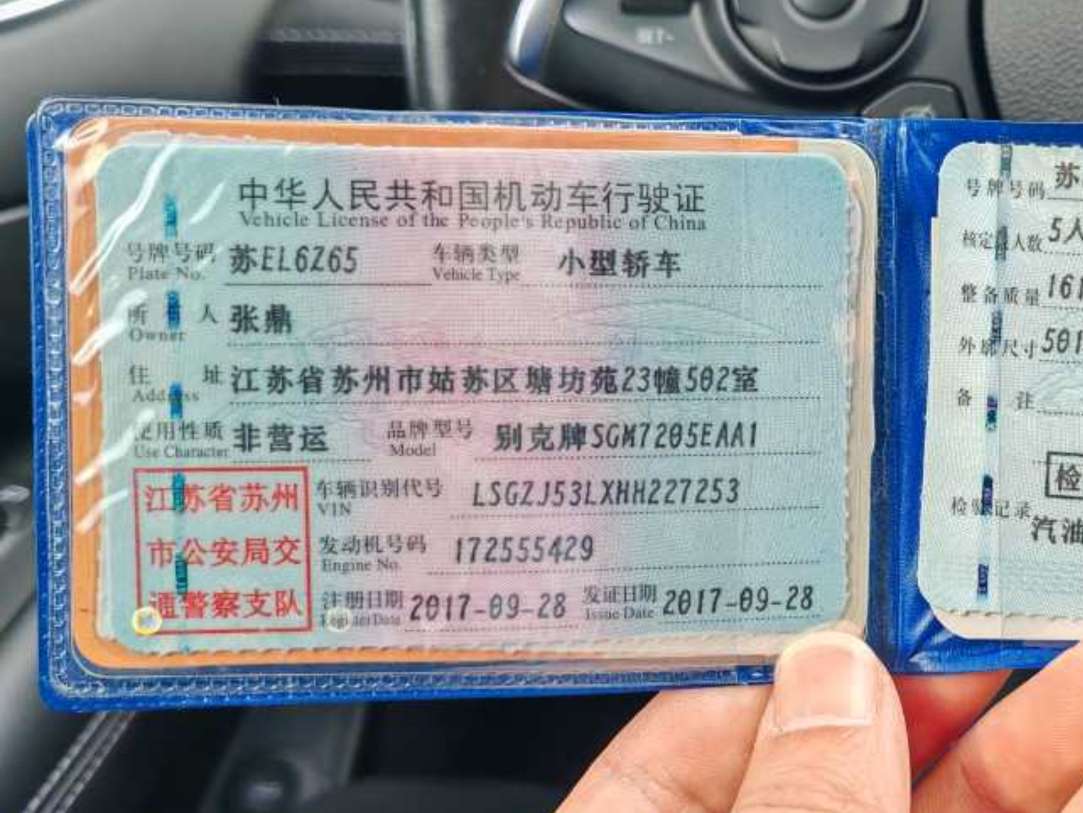 SET-
中华人民共和国机动车行驶证
Vehicle License of the People's Republic of China
号牌号码 苏EL6Z65 车辆类型 小型轿车
Plate No. Vehicle Type
所 人 张鼎
Owner
住 址 江苏省苏州市姑苏区塘坊苑23幢502室
Address
使用性质 非营运 品牌型号 别克牌SGM7205EAA1
Use Character Model
江苏省苏州
市公安局交
通警察支队
车辆识别代号 LSGZJ53LXHH227253
VIN
发动机号码 172555429
Engine No.
注册日期 2017-09-28 发证日期 2017-09-28
Register Date Issue Date
号牌号码 苏
核定 人数 5人
整备质量 161
外廓尺寸 501
备 注
检
检验记录
汽油